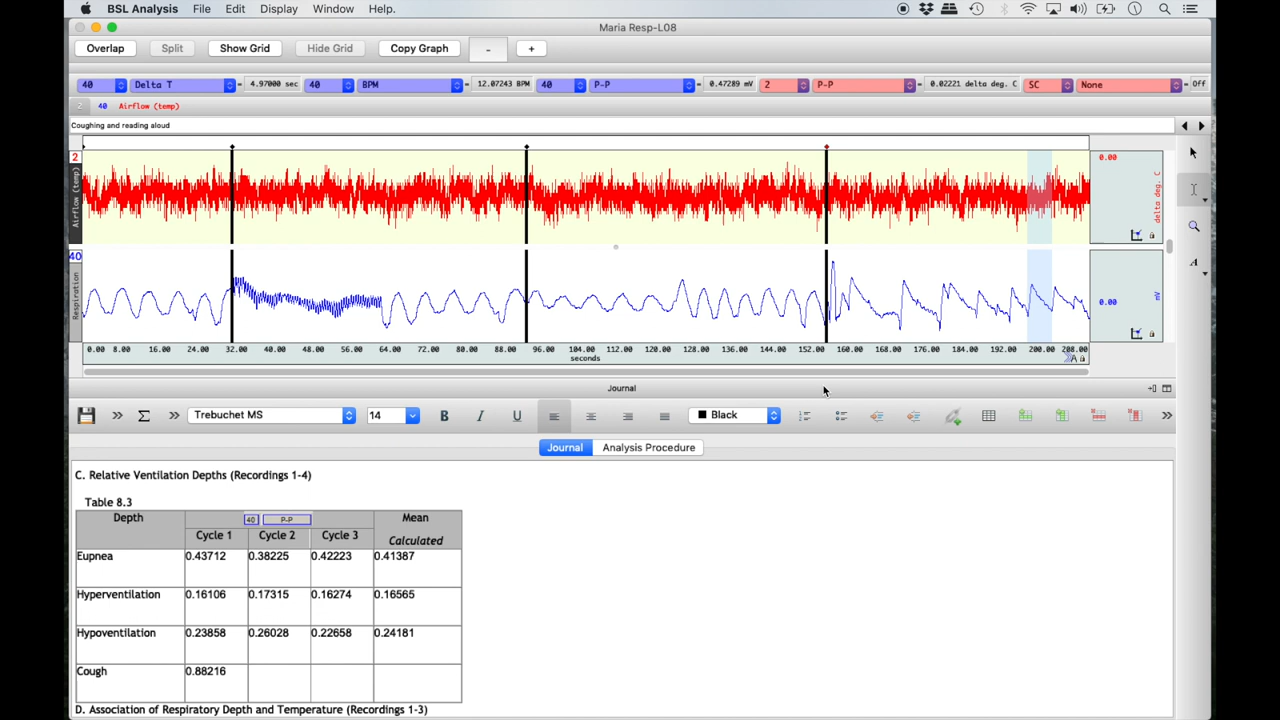 BSL Analysis File Edit Display Window Help.
Maria Resp-L08
Overlap Split Show Grid Hide Grid Copy Graph - +
40 Delta T = 4.97000 sec 40 BPM = 12.07243 BPM 40 P-P = 0.47289 mV 2 P-P = 0.02221 delta deg. C SC None = Off
2 40 Airflow (temp)
Coughing and reading aloud
2 Airflow (temp) 0.00 delta deg. C
40 Respiration 0.00 mV
0.00 8.00 16.00 24.00 32.00 40.00 48.00 56.00 64.00 72.00 80.00 88.00 96.00 104.00 112.00 120.00 128.00 136.00 144.00 152.00 160.00 168.00 176.00 184.00 192.00 200.00 208.00
seconds
Journal
Trebuchet MS 14 B I U Black
Journal Analysis Procedure
C. Relative Ventilation Depths (Recordings 1-4)
Table 8.3
Depth 40 P-P Mean
Cycle 1 Cycle 2 Cycle 3 Calculated
Eupnea 0.43712 0.38225 0.42223 0.41387
Hyperventilation 0.16106 0.17315 0.16274 0.16565
Hypoventilation 0.23858 0.26028 0.22658 0.24181
Cough 0.88216
D. Association of Respiratory Depth and Temperature (Recordings 1-3)